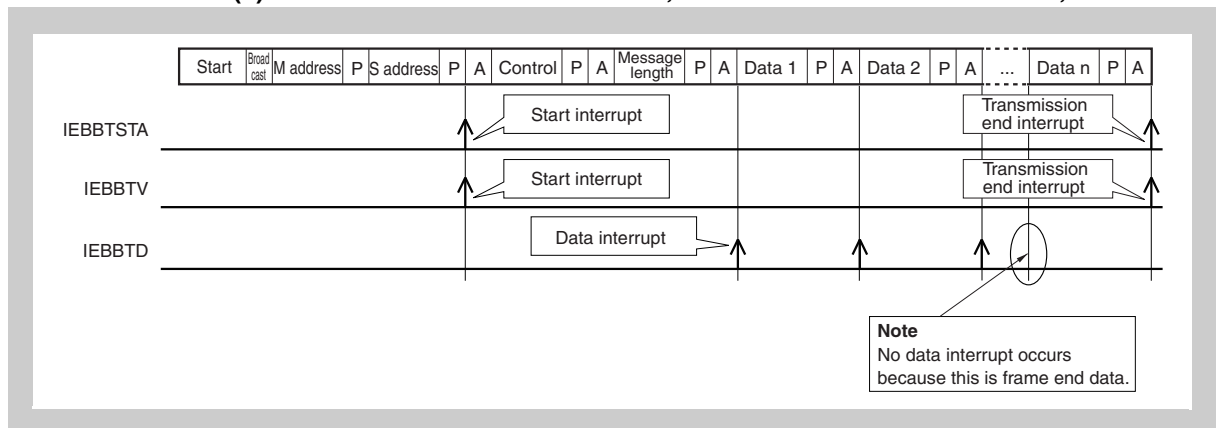 Start Broad cast M address P S address P A Control P A Message length P A Data 1 P A Data 2 P A ... Data n P A
IEBBTSTA
Start interrupt
Transmission
end interrupt
IEBBTV
Start interrupt
Transmission
end interrupt
IEBBTD
Data interrupt
Note
No data interrupt occurs
because this is frame end data.